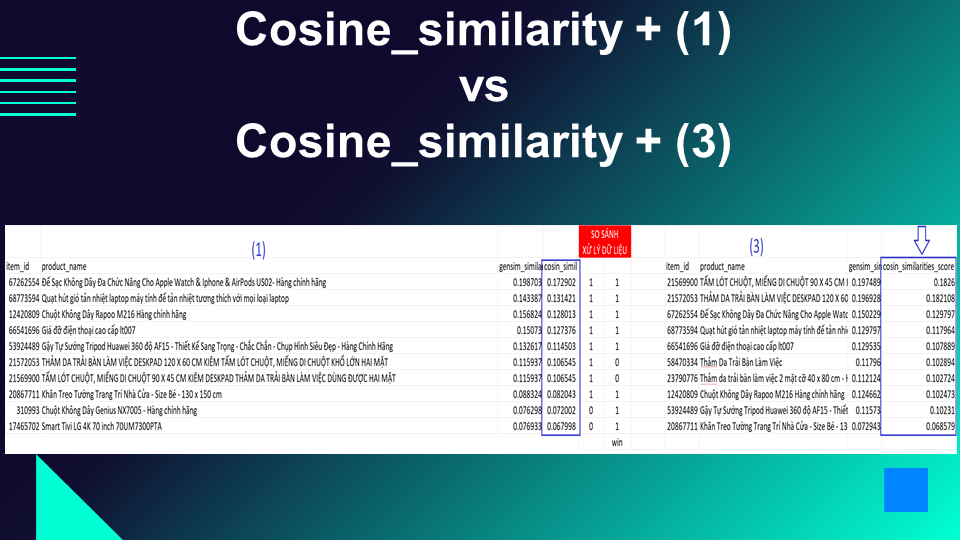 Cosine_similarity + (1)
vs
Cosine_similarity + (3)
SO SÁNH
XỬ LÝ DỮ LIỆU
(1) (3)
item_id product_name gensim_simila cosin_simil item_id product_name gensim_sin cosin_similarities_score
67262554 Đế Sạc Không Dây Đa Chức Năng Cho Apple Watch & Iphone & AirPods US02- Hàng chính hãng 0.198703 0.172902 1 1 21569900 TẤM LÓT CHUỘT, MIẾNG DI CHUỘT 90 X 45 CM I 0.197489 0.1826
68773594 Quạt hút gió tản nhiệt laptop máy tính đế tản nhiệt tương thích với mọi loại laptop 0.143387 0.131421 1 1 21572053 THẢM DA TRẢI BÀN LÀM VIỆC DESKPAD 120 X 60 0.196928 0.182108
12420809 Chuột Không Dây Rapoo M216 Hàng chính hãng 0.156824 0.128013 1 1 67262554 Đế Sạc Không Dây Đa Chức Năng Cho Apple Watc 0.150229 0.129797
66541696 Giá đỡ điện thoại cao cấp lt007 0.15073 0.127376 1 1 68773594 Quạt hút gió tản nhiệt laptop máy tính đế tản nhi 0.129797 0.117964
53924489 Gậy Tự Sướng Tripod Huawei 360 độ AF15 - Thiết Kế Sang Trọng - Chắc Chắn - Chụp Hình Siêu Đẹp - Hàng Chính Hãng 0.132617 0.114503 1 1 66541696 Giá đỡ điện thoại cao cấp lt007 0.129535 0.107889
21572053 THẢM DA TRẢI BÀN LÀM VIỆC DESKPAD 120 X 60 CM KIÊM TẤM LÓT CHUỘT, MIẾNG DI CHUỘT KHỔ LỚN HAI MẶT 0.115937 0.106545 1 0 58470334 Thảm Da Trải Bàn Làm Việc 0.11796 0.102894
21569900 TẤM LÓT CHUỘT, MIẾNG DI CHUỘT 90 X 45 CM KIÊM DESKPAD THẢM DA TRẢI BÀN LÀM VIỆC DÙNG ĐƯỢC HAI MẶT 0.115937 0.106545 1 0 23790776 Thảm da trải bàn làm việc 2 mặt cỡ 40 x 80 cm - 0.112124 0.102724
20867711 Khăn Treo Tường Trang Trí Nhà Cửa - Size Bé - 130 x 150 cm 0.088324 0.082043 1 1 12420809 Chuột Không Dây Rapoo M216 Hàng chính hãng 0.124662 0.102473
310993 Chuột Không Dây Genius NX7005 - Hàng chính hãng 0.076298 0.072002 0 1 53924489 Gậy Tự Sướng Tripod Huawei 360 độ AF15 - Thiết 0.11573 0.10231
17465702 Smart Tivi LG 4K 70 inch 70UM7300PTA 0.076933 0.067998 0 1 20867711 Khăn Treo Tường Trang Trí Nhà Cửa - Size Bé - 13 0.072943 0.068579
win